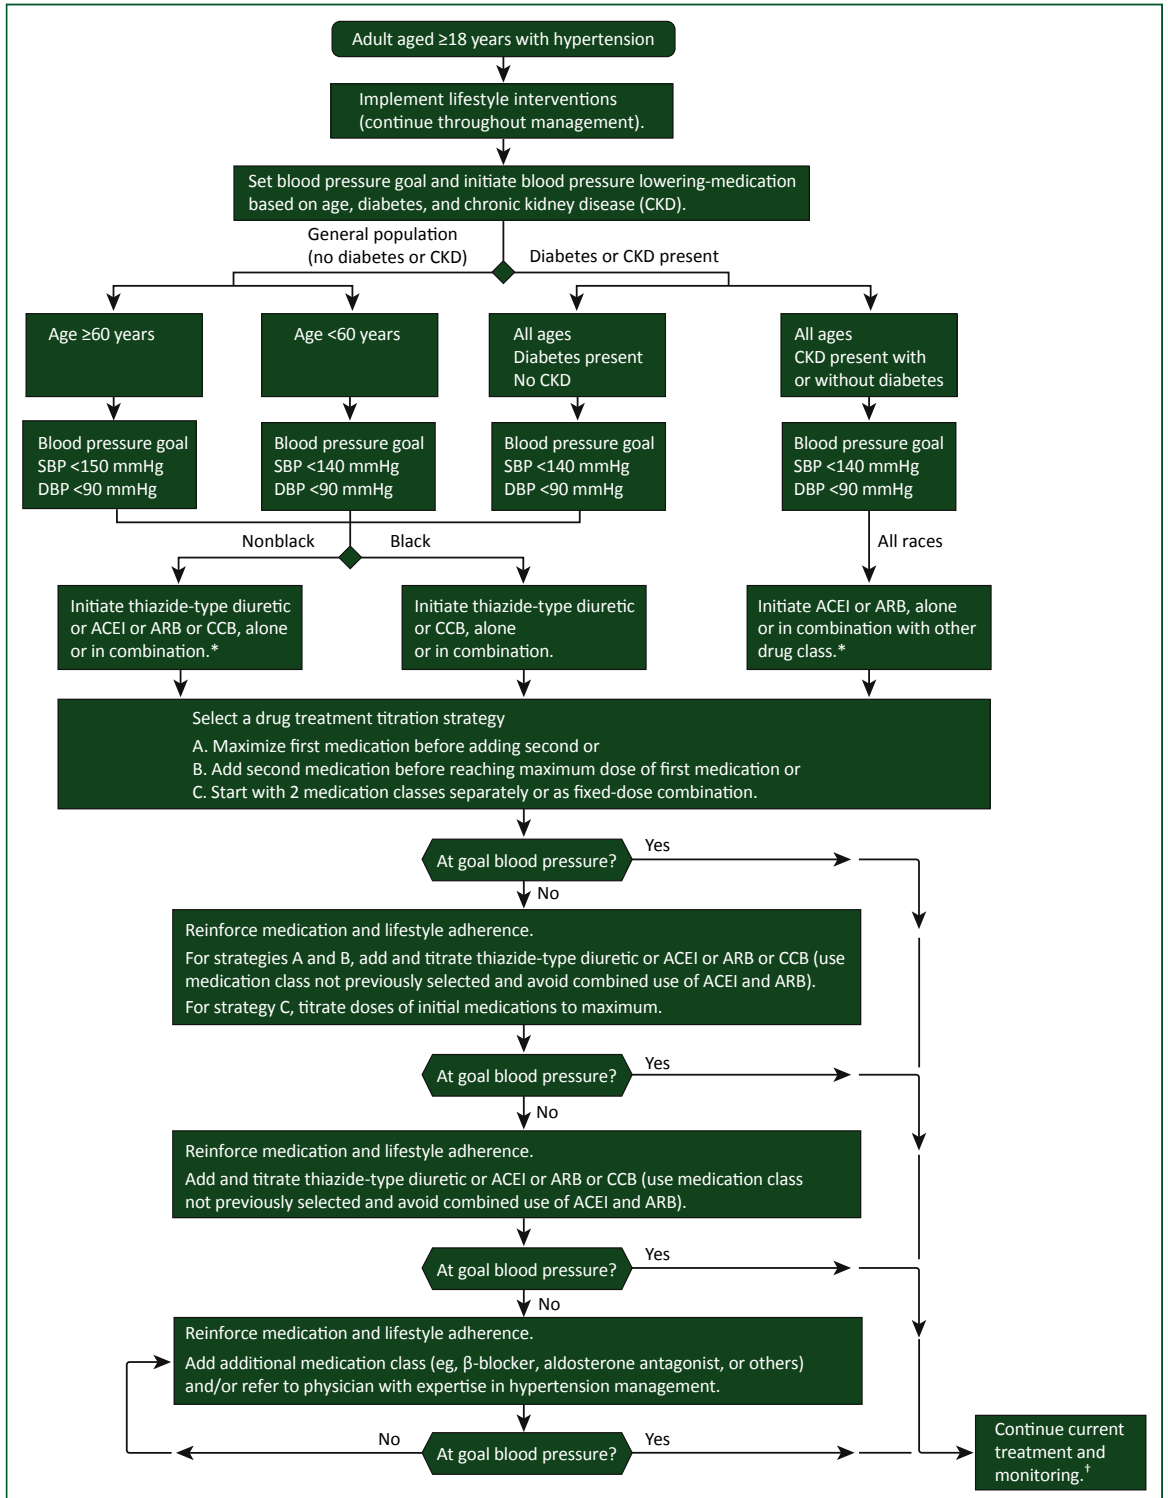 Adult aged ≥18 years with hypertension
Implement lifestyle interventions
(continue throughout management).
Set blood pressure goal and initiate blood pressure lowering-medication
based on age, diabetes, and chronic kidney disease (CKD).
General population
(no diabetes or CKD)
Diabetes or CKD present
Age ≥60 years
Age <60 years
All ages
Diabetes present
No CKD
All ages
CKD present with
or without diabetes
Blood pressure goal
SBP <150 mmHg
DBP <90 mmHg
Blood pressure goal
SBP <140 mmHg
DBP <90 mmHg
Blood pressure goal
SBP <140 mmHg
DBP <90 mmHg
Blood pressure goal
SBP <140 mmHg
DBP <90 mmHg
Nonblack
Black
All races
Initiate thiazide-type diuretic
or ACEI or ARB or CCB, alone
or in combination.*
Initiate thiazide-type diuretic
or CCB, alone
or in combination.
Initiate ACEI or ARB, alone
or in combination with other
drug class.*
Select a drug treatment titration strategy
A. Maximize first medication before adding second or
B. Add second medication before reaching maximum dose of first medication or
C. Start with 2 medication classes separately or as fixed-dose combination.
At goal blood pressure?
Yes
No
Reinforce medication and lifestyle adherence.
For strategies A and B, add and titrate thiazide-type diuretic or ACEI or ARB or CCB (use
medication class not previously selected and avoid combined use of ACEI and ARB).
For strategy C, titrate doses of initial medications to maximum.
At goal blood pressure?
Yes
No
Reinforce medication and lifestyle adherence.
Add and titrate thiazide-type diuretic or ACEI or ARB or CCB (use medication class
not previously selected and avoid combined use of ACEI and ARB).
At goal blood pressure?
Yes
No
Reinforce medication and lifestyle adherence.
Add additional medication class (eg, β-blocker, aldosterone antagonist, or others)
and/or refer to physician with expertise in hypertension management.
No
At goal blood pressure?
Yes
Continue current
treatment and
monitoring.†